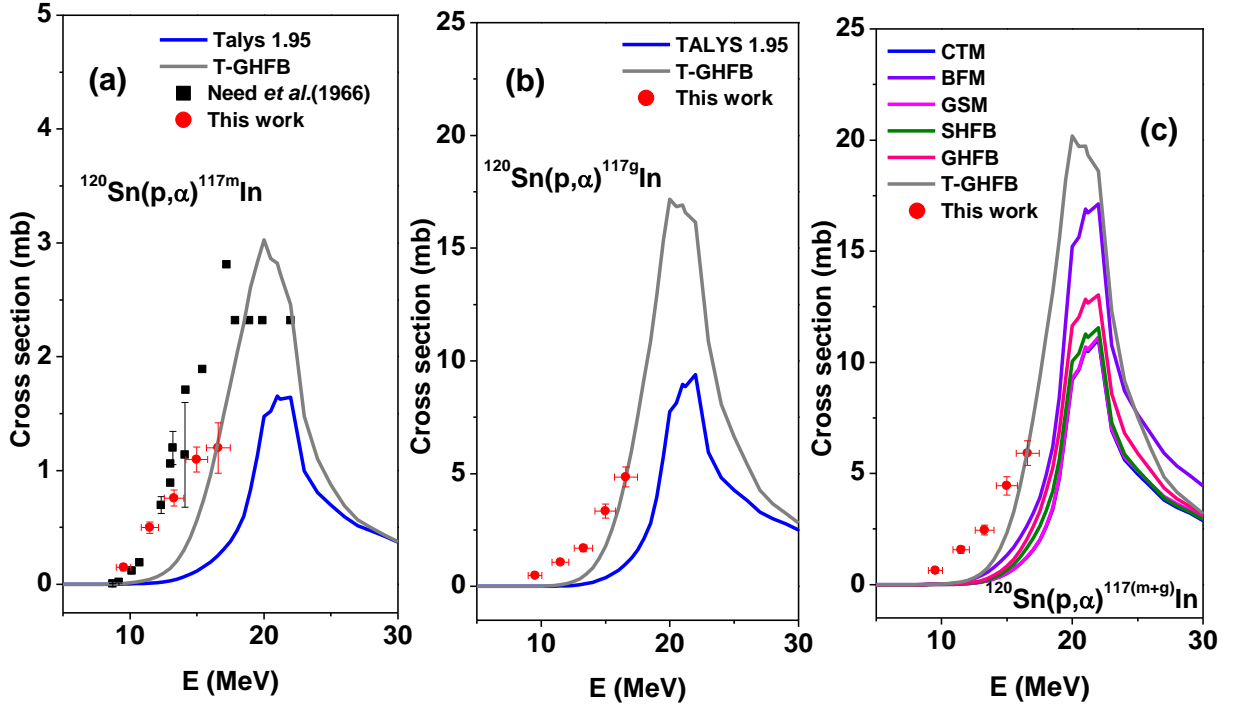 (a)
Talys 1.95
T-GHFB
Need et al.(1966)
This work
¹²⁰Sn(p,α)¹¹⁷ᵐIn
Cross section (mb)
5
4
3
2
1
0
10
20
30
E (MeV)
(b)
TALYS 1.95
T-GHFB
This work
¹²⁰Sn(p,α)¹¹⁷ᵍIn
Cross section (mb)
25
20
15
10
5
0
10
20
30
E (MeV)
CTM
BFM
GSM
SHFB
GHFB
T-GHFB
This work
(c)
¹²⁰Sn(p,α)¹¹⁷⁽ᵐ⁺ᵍ⁾In
Cross section (mb)
25
20
15
10
5
0
10
20
30
E (MeV)